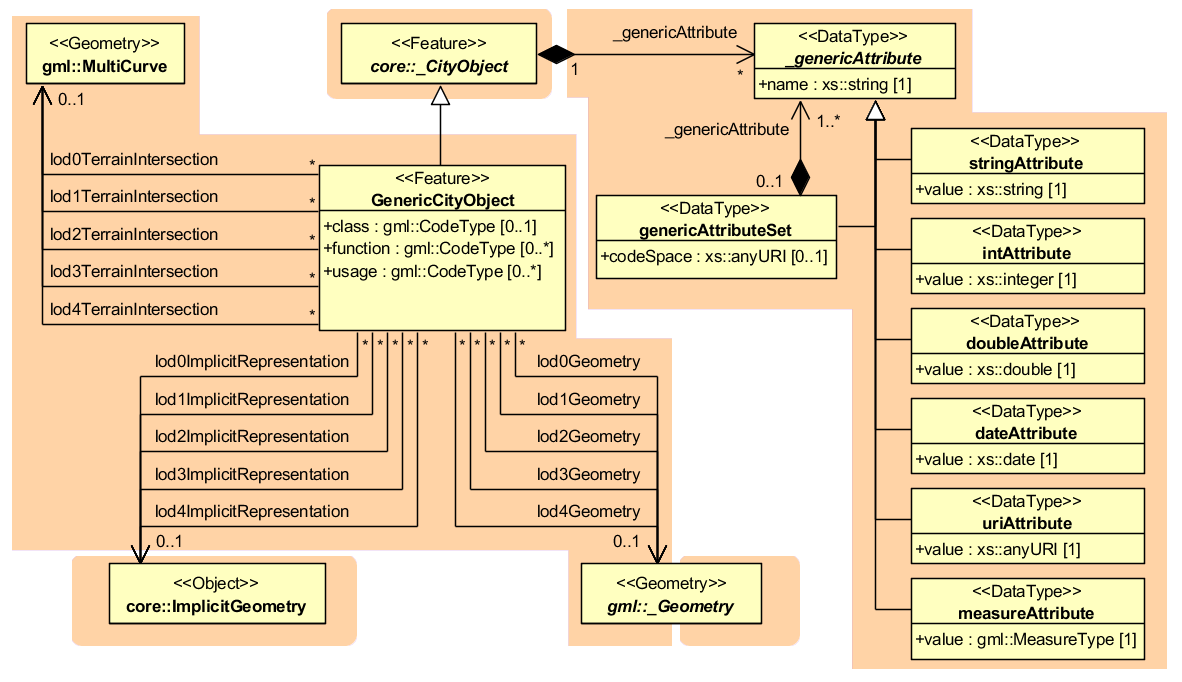 <<Geometry>>
gml::MultiCurve
0..1
<<Feature>>
core::_CityObject
1
_genericAttribute
*
<<DataType>>
_genericAttribute
+name : xs::string [1]
_genericAttribute
1..*
0..1
<<DataType>>
genericAttributeSet
+codeSpace : xs::anyURI [0..1]
<<DataType>>
stringAttribute
+value : xs::string [1]
<<DataType>>
intAttribute
+value : xs::integer [1]
<<DataType>>
doubleAttribute
+value : xs::double [1]
<<DataType>>
dateAttribute
+value : xs::date [1]
<<DataType>>
uriAttribute
+value : xs::anyURI [1]
<<DataType>>
measureAttribute
+value : gml::MeasureType [1]
lod0TerrainIntersection *
lod1TerrainIntersection *
lod2TerrainIntersection *
lod3TerrainIntersection *
lod4TerrainIntersection *
<<Feature>>
GenericCityObject
+class : gml::CodeType [0..1]
+function : gml::CodeType [0..*]
+usage : gml::CodeType [0..*]
* * * * * * * * * *
lod0ImplicitRepresentation
lod1ImplicitRepresentation
lod2ImplicitRepresentation
lod3ImplicitRepresentation
lod4ImplicitRepresentation
0..1
<<Object>>
core::ImplicitGeometry
lod0Geometry
lod1Geometry
lod2Geometry
lod3Geometry
lod4Geometry
0..1
<<Geometry>>
gml::_Geometry